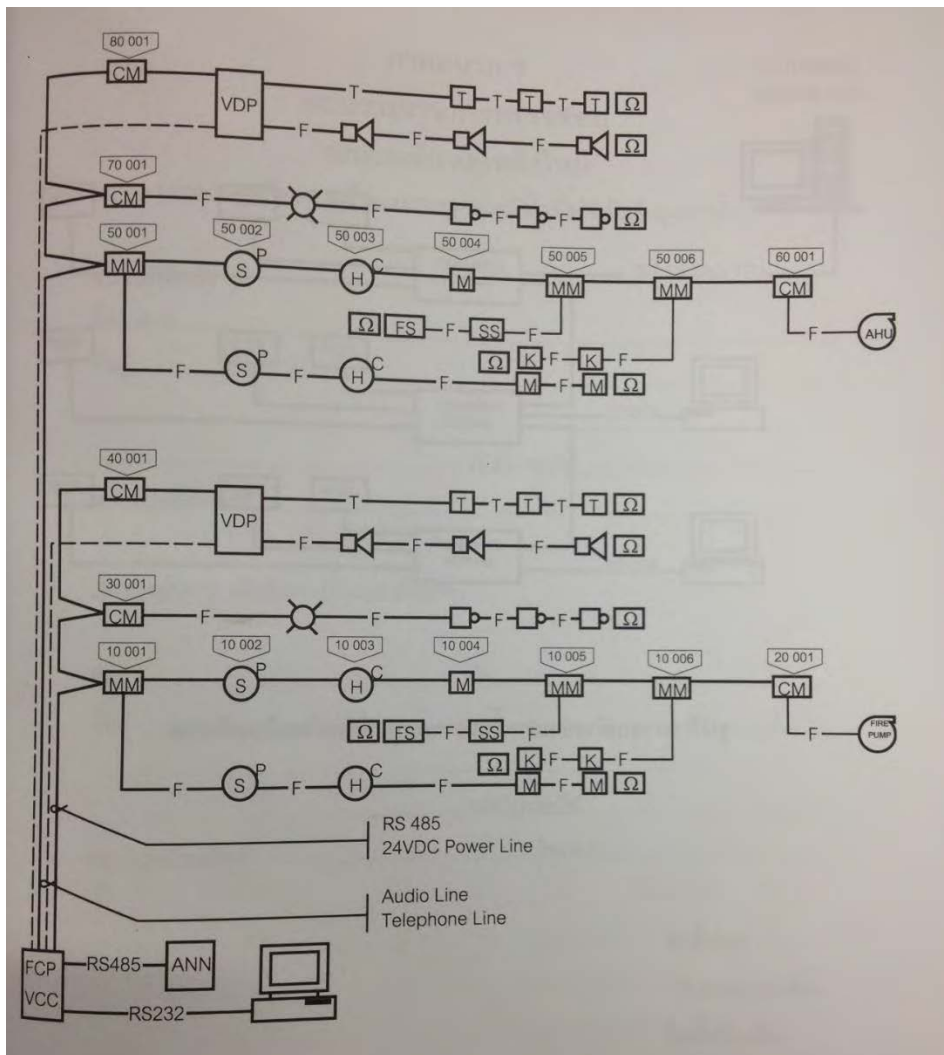 80 001
CM
VDP
T T T T T T Ω
F F F Ω
70 001
CM F F F F Ω
50 001 50 002 50 003 50 004 50 005 50 006 60 001
MM S P H C M MM MM CM
Ω FS F SS F
F AHU
Ω K F K F
F S P F H C F M F M Ω
40 001
CM
VDP
T T T T T T Ω
F F F Ω
30 001
CM F F F F Ω
10 001 10 002 10 003 10 004 10 005 10 006 20 001
MM S P H C M MM MM CM
Ω FS F SS F
F FIRE
PUMP
Ω K F K F
F S P F H C F M F M Ω
RS 485
24VDC Power Line
Audio Line
Telephone Line
FCP
VCC
RS485 ANN
RS232